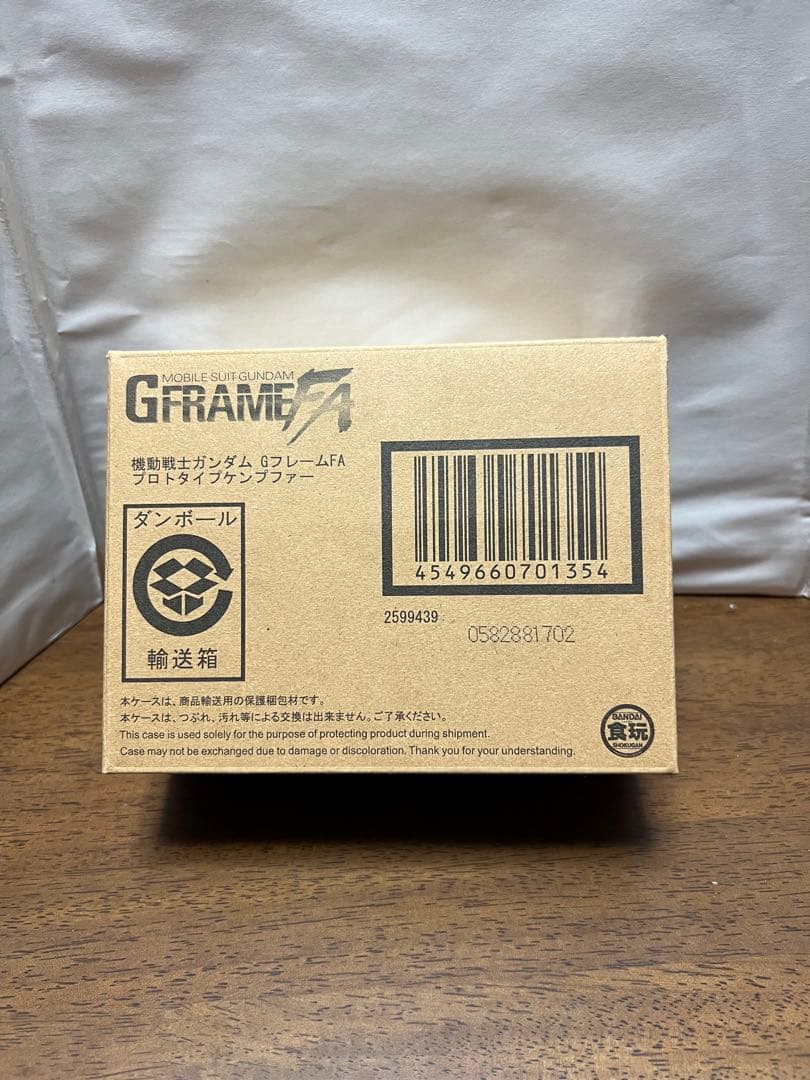 MOBILE SUIT GUNDAM
GFRAMEFA
機動戦士ガンダム GフレームFA
プロトタイプケンプファー
ダンボール
輸送箱
4549660701354
2599439
0582881702
本ケースは、商品輸送用の保護梱包材です。
本ケースは、つぶれ、汚れ等による交換は出来ません。ご了承ください。
This case is used solely for the purpose of protecting product during shipment.
Case may not be exchanged due to damage or discoloration. Thank you for your understanding.
BANDAI
食玩
SHOKUGAN